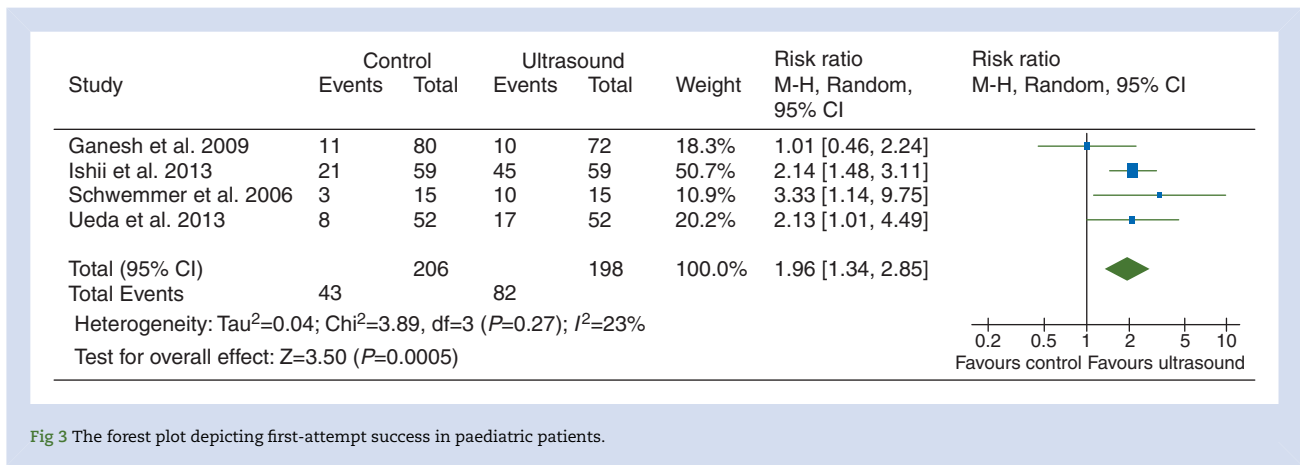 Control Ultrasound Risk ratio Risk ratio
Study Events Total Events Total Weight M-H, Random, M-H, Random, 95% CI
95% CI
Ganesh et al. 2009 11 80 10 72 18.3% 1.01 [0.46, 2.24]
Ishii et al. 2013 21 59 45 59 50.7% 2.14 [1.48, 3.11]
Schwemmer et al. 2006 3 15 10 15 10.9% 3.33 [1.14, 9.75]
Ueda et al. 2013 8 52 17 52 20.2% 2.13 [1.01, 4.49]
Total (95% CI) 206 198 100.0% 1.96 [1.34, 2.85]
Total Events 43 82
Heterogeneity: Tau²=0.04; Chi²=3.89, df=3 (P=0.27); I²=23%
Test for overall effect: Z=3.50 (P=0.0005)
0.2 0.5 1 2 5 10
Favours control Favours ultrasound
Fig 3 The forest plot depicting first-attempt success in paediatric patients.